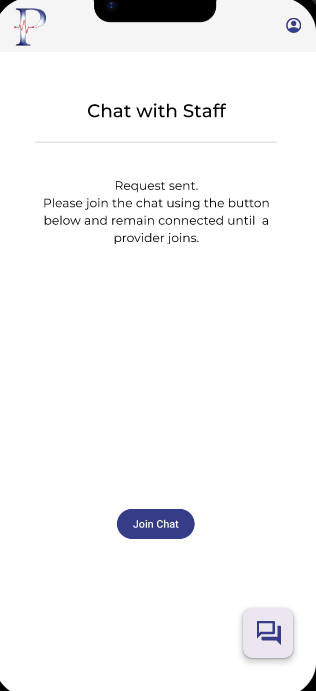 P
Chat with Staff
Request sent.
Please join the chat using the button
below and remain connected until  a
provider joins.
Join Chat